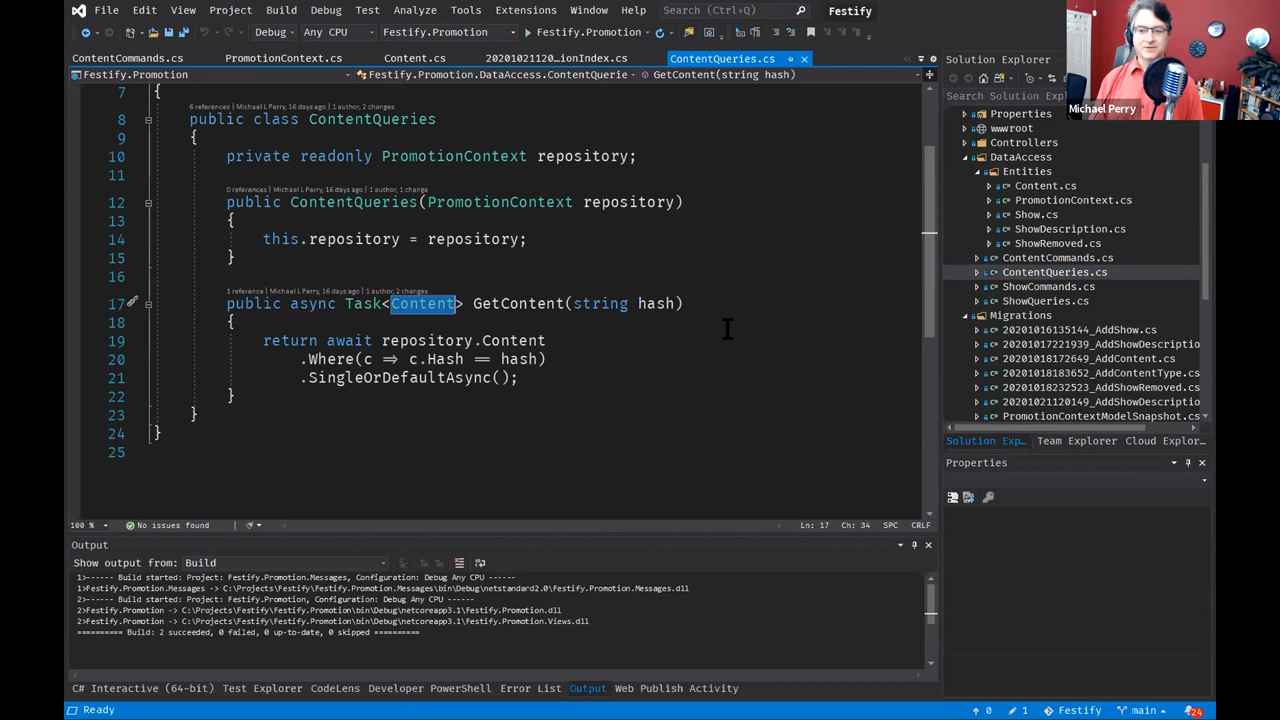 File Edit View Project Build Debug Test Analyze Tools Extensions Window Help Search (Ctrl+Q) Festify
Debug Any CPU Festify.Promotion Festify.Promotion
ContentCommands.cs PromotionContext.cs Content.cs 2020102112​0...ionIndex.cs ContentQueries.cs
Festify.Promotion Festify.Promotion.DataAccess.ContentQuerie GetContent(string hash)
7 {
6 references | Michael L Perry, 16 days ago | 1 author, 2 changes
8 public class ContentQueries
9 {
10 private readonly PromotionContext repository;
11
0 references | Michael L Perry, 16 days ago | 1 author, 1 change
12 public ContentQueries(PromotionContext repository)
13 {
14 this.repository = repository;
15 }
16
1 reference | Michael L Perry, 16 days ago | 1 author, 2 changes
17 public async Task<Content> GetContent(string hash)
18 {
19 return await repository.Content
20 .Where(c => c.Hash == hash)
21 .SingleOrDefaultAsync();
22 }
23 }
24 }
25
100 % No issues found Ln: 17 Ch: 34 SPC CRLF
Output
Show output from: Build
1>------ Build started: Project: Festify.Promotion.Messages, Configuration: Debug Any CPU ------
1>Festify.Promotion.Messages -> C:\Projects\Festify\Festify.Promotion.Messages\bin\Debug\netstandard2.0\Festify.Promotion.Messages.dll
2>------ Build started: Project: Festify.Promotion, Configuration: Debug Any CPU ------
2>Festify.Promotion -> C:\Projects\Festify\Festify.Promotion\bin\Debug\netcoreapp3.1\Festify.Promotion.dll
2>Festify.Promotion -> C:\Projects\Festify\Festify.Promotion\bin\Debug\netcoreapp3.1\Festify.Promotion.Views.dll
========== Build: 2 succeeded, 0 failed, 0 up-to-date, 0 skipped ==========
C# Interactive (64-bit) Test Explorer CodeLens Developer PowerShell Error List Output Web Publish Activity
Michael Perry
Solution Explorer
Search Solution Explorer
Properties
wwwroot
Controllers
DataAccess
Entities
Content.cs
PromotionContext.cs
Show.cs
ShowDescription.cs
ShowRemoved.cs
ContentCommands.cs
ContentQueries.cs
ShowCommands.cs
ShowQueries.cs
Migrations
20201016135144_AddShow.cs
20201017221939_AddShowDescriptio
20201018172649_AddContent.cs
20201018183652_AddContentType.cs
20201018232523_AddShowRemoved.cs
20201021120149_AddShowDescriptio
PromotionContextModelSnapshot.cs
Solution Exp... Team Explorer Cloud Explor...
Properties
Ready 0 1 Festify main 24